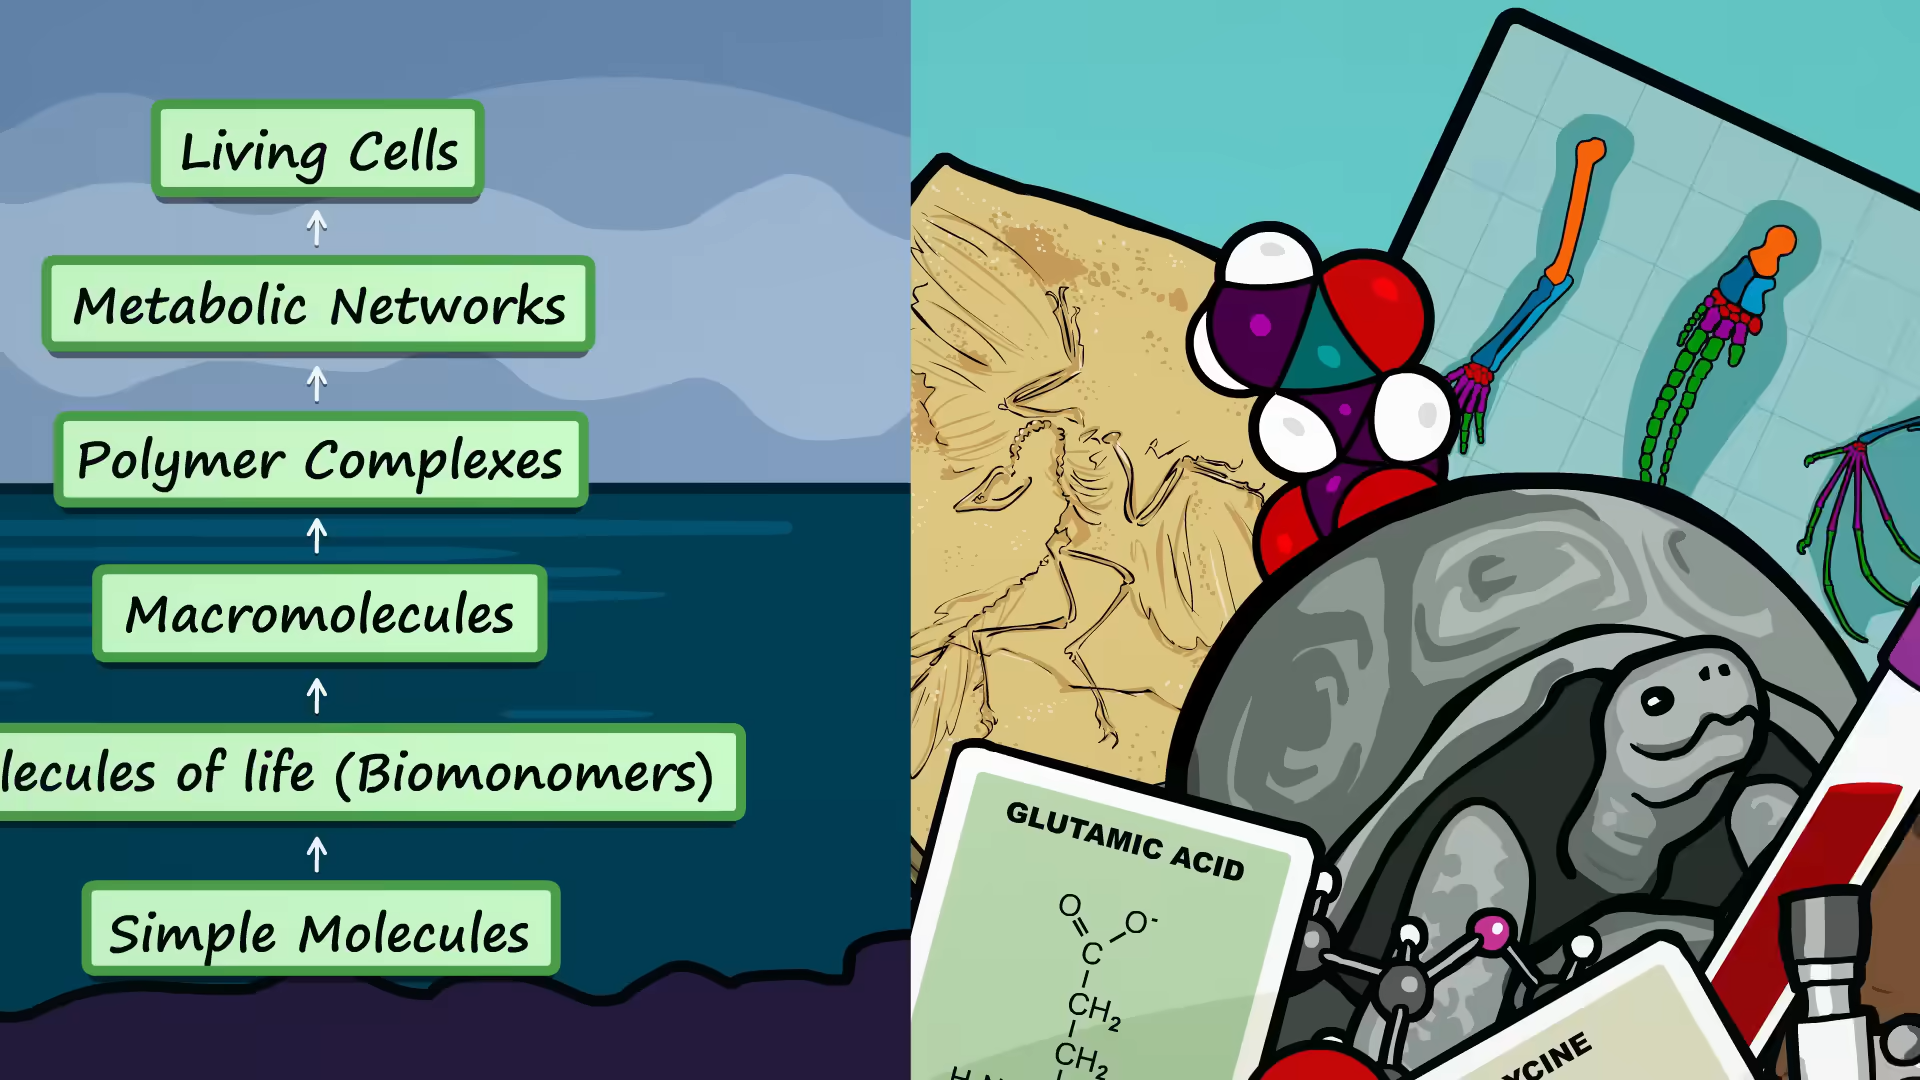 Living Cells
Metabolic Networks
Polymer Complexes
Macromolecules
lecules of life (Biomonomers)
Simple Molecules
GLUTAMIC ACID
O
O-
C
CH2
CH2
YCINE